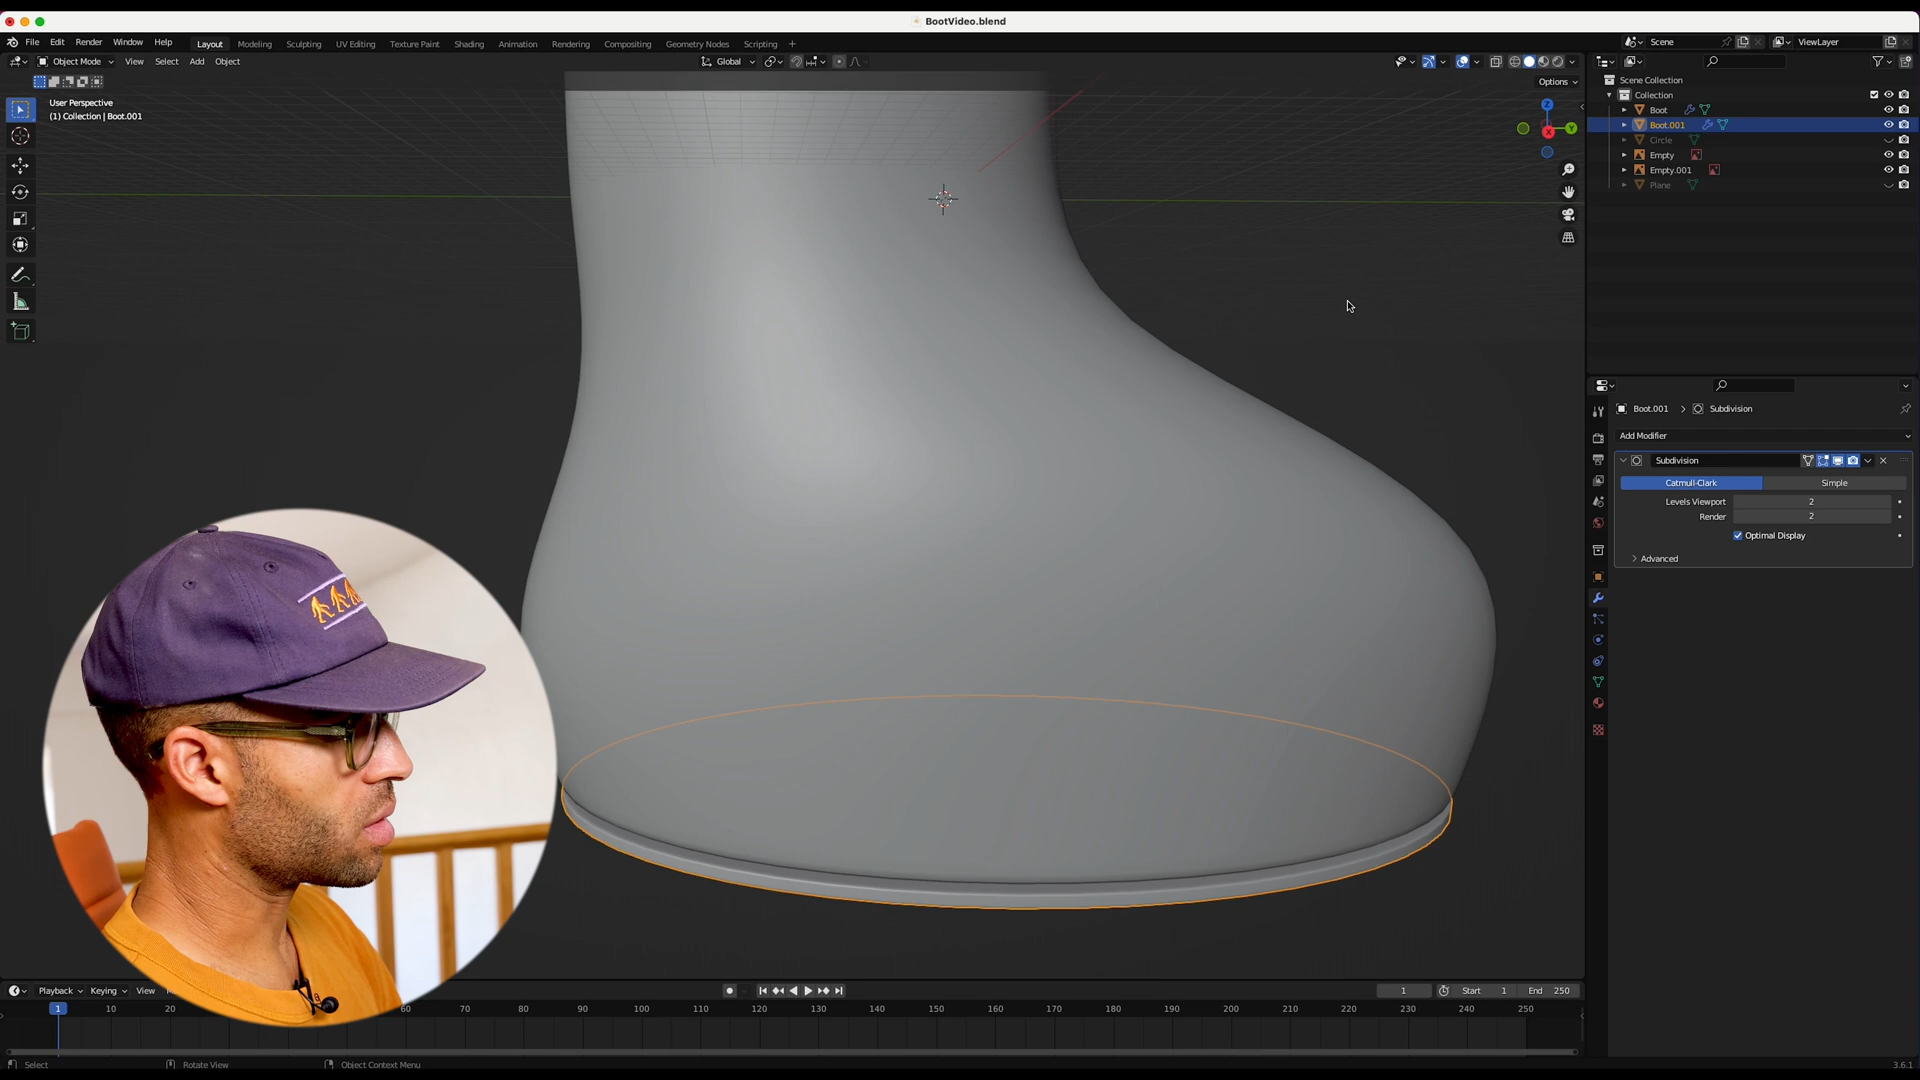 BootVideo.blend
File Edit Render Window Help Layout Modeling Sculpting UV Editing Texture Paint Shading Animation Rendering Compositing Geometry Nodes Scripting + Scene ViewLayer
Object Mode View Select Add Object Global
Options
User Perspective
(1) Collection | Boot.001
Z
Y
X
Scene Collection
Collection
Boot
Boot.001
Circle
Empty
Empty.001
Plane
Boot.001 > Subdivision
Add Modifier
Subdivision
Catmull-Clark Simple
Levels Viewport 2
Render 2
Optimal Display
Advanced
Playback Keying View 1 Start 1 End 250
1 10 20 60 70 80 90 100 110 120 130 140 150 160 170 180 190 200 210 220 230 240 250
Select Rotate View Object Context Menu 3.6.1